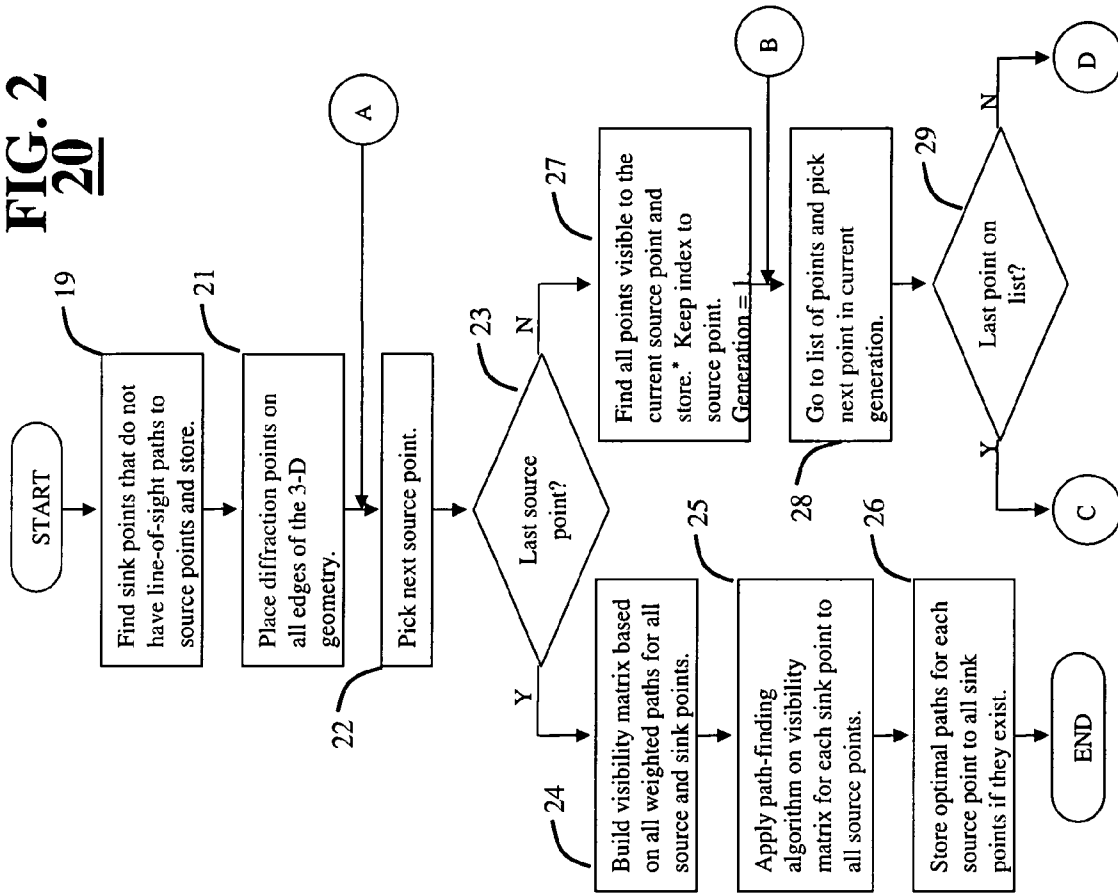 FIG. 2
20
START
19
Find sink points that do not
have line-of-sight paths to
source points and store.
21
Place diffraction points on
all edges of the 3-D
geometry.
A
22
Pick next source point.
23
Last source
point?
Y
N
24
Build visibility matrix based
on all weighted paths for all
source and sink points.
25
Apply path-finding
algorithm on visibility
matrix for each sink point to
all source points.
26
Store optimal paths for each
source point to all sink
points if they exist.
END
27
Find all points visible to the
current source point and
store.* Keep index to
source point.
Generation = 1.
B
28
Go to list of points and pick
next point in current
generation.
29
Last point on
list?
Y
N
C
D